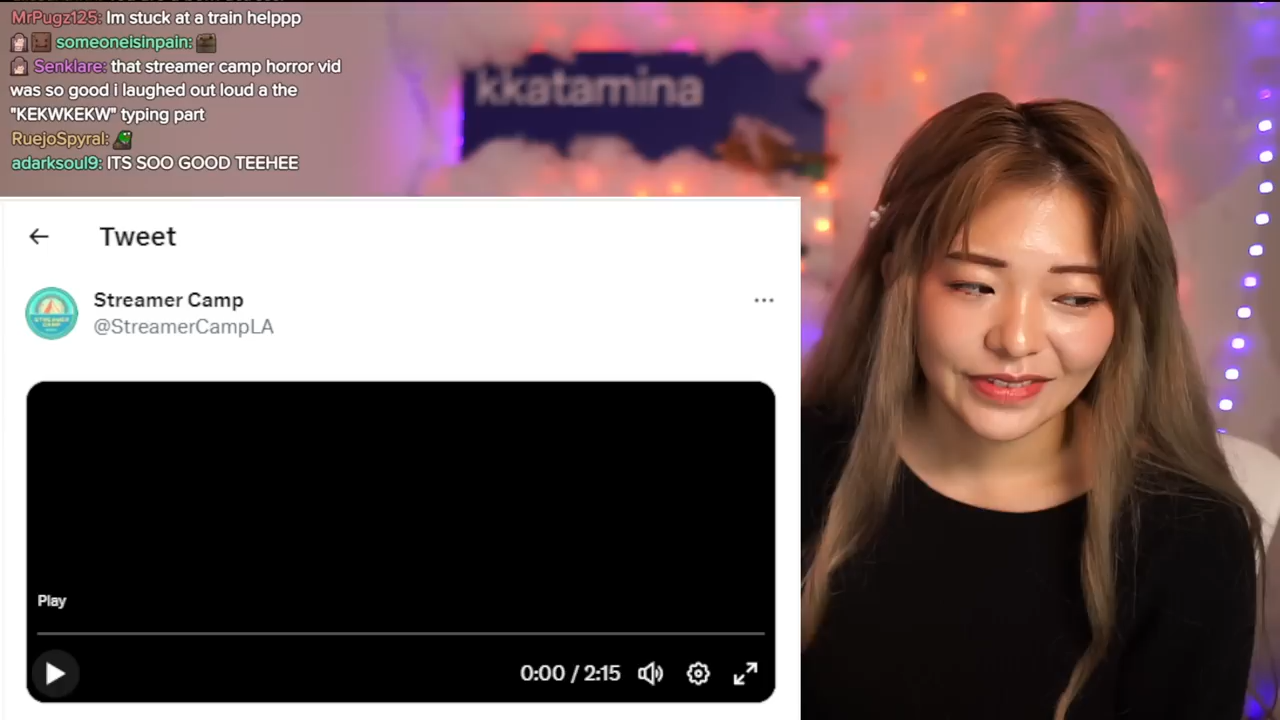 MrPugz125: Im stuck at a train helppp
someoneisinpain:
Senklare: that streamer camp horror vid
was so good i laughed out loud a the
"KEKWKEKW" typing part
RuejoSpyral:
adarksoul9: ITS SOO GOOD TEEHEE
kkatamina
Tweet
Streamer Camp
@StreamerCampLA
STREAMER
CAMP
Play
0:00 / 2:15